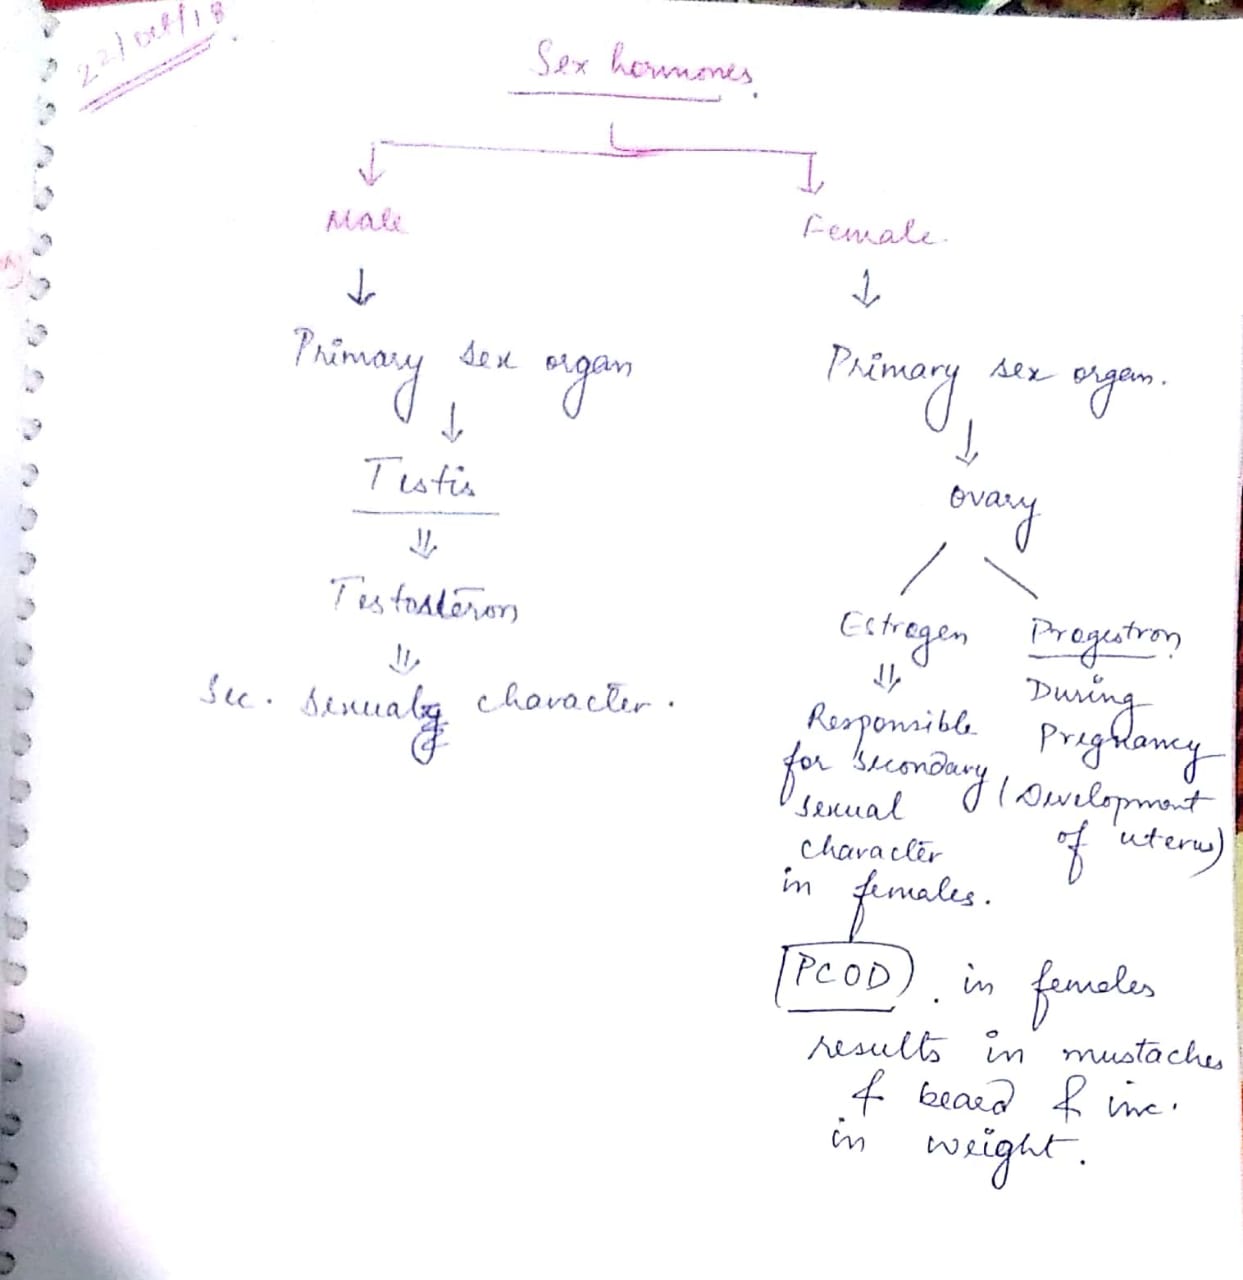 22/Oct/18.
Sex hormones.
Male
Female.
Primary sex organ
Primary sex organ.
Testis
Ovary
Testosteron
Estrogen
Progestron
Sec. sexualy character.
Responsible
for secondary
sexual
character
in females.
During
Pregnancy
(Development
of uterus)
PCOD. in females
results in mustaches
& beard & inc.
in weight.